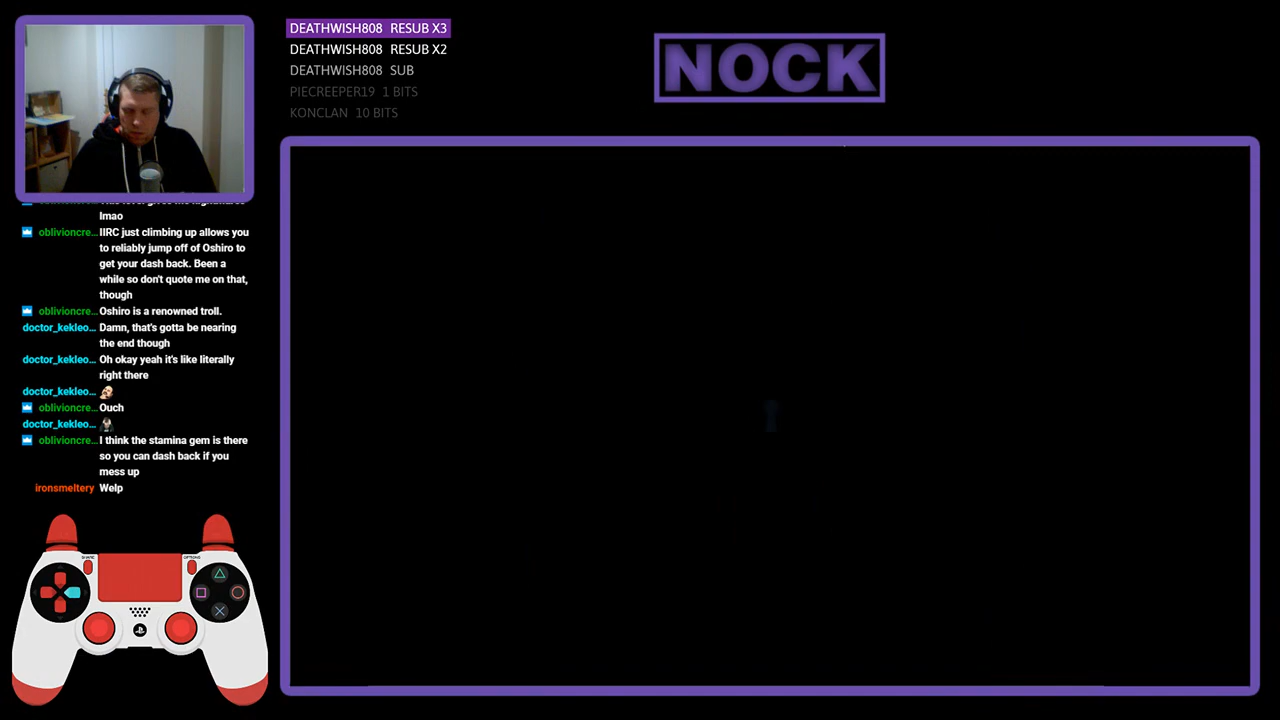 DEATHWISH808 RESUB X3
DEATHWISH808 RESUB X2
DEATHWISH808 SUB
PIECREEPER19 1 BITS
KONCLAN 10 BITS
NOCK
lmao
oblivioncre... IIRC just climbing up allows you
to reliably jump off of Oshiro to
get your dash back. Been a
while so don't quote me on that,
though
oblivioncre... Oshiro is a renowned troll.
doctor_kekleo... Damn, that's gotta be nearing
the end though
doctor_kekleo... Oh okay yeah it's like literally
right there
doctor_kekleo...
oblivioncre... Ouch
doctor_kekleo...
oblivioncre... I think the stamina gem is there
so you can dash back if you
mess up
ironsmeltery Welp
SHARE
OPTIONS